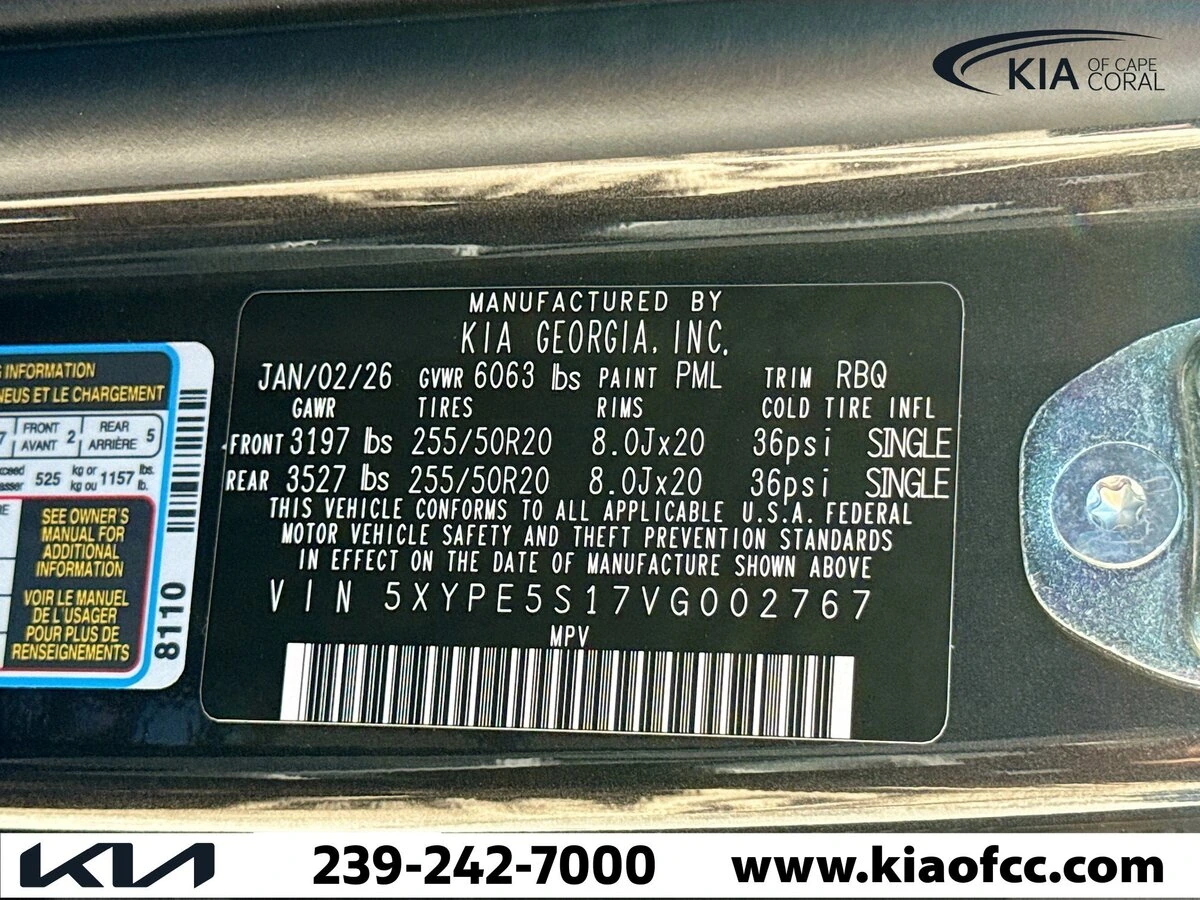 KIA OF CAPE CORAL
MANUFACTURED BY
KIA GEORGIA, INC.
JAN/02/26 GVWR 6063 lbs PAINT PML TRIM RBQ
GAWR TIRES RIMS COLD TIRE INFL
FRONT 3197 lbs 255/50R20 8.0Jx20 36psi SINGLE
REAR 3527 lbs 255/50R20 8.0Jx20 36psi SINGLE
THIS VEHICLE CONFORMS TO ALL APPLICABLE U.S.A. FEDERAL
MOTOR VEHICLE SAFETY AND THEFT PREVENTION STANDARDS
IN EFFECT ON THE DATE OF MANUFACTURE SHOWN ABOVE
VIN 5XYPE5S17VG002767
MPV
INFORMATION
ET LE CHARGEMENT
7 FRONT AVANT 2 REAR ARRIÈRE 5
525 kg or kg ou 1157 lbs. lb.
SEE OWNER'S
MANUAL FOR
ADDITIONAL
INFORMATION
VOIR LE MANUEL
DE L'USAGER
POUR PLUS DE
RENSEIGNEMENTS
8110
KIA 239-242-7000 www.kiaofcc.com